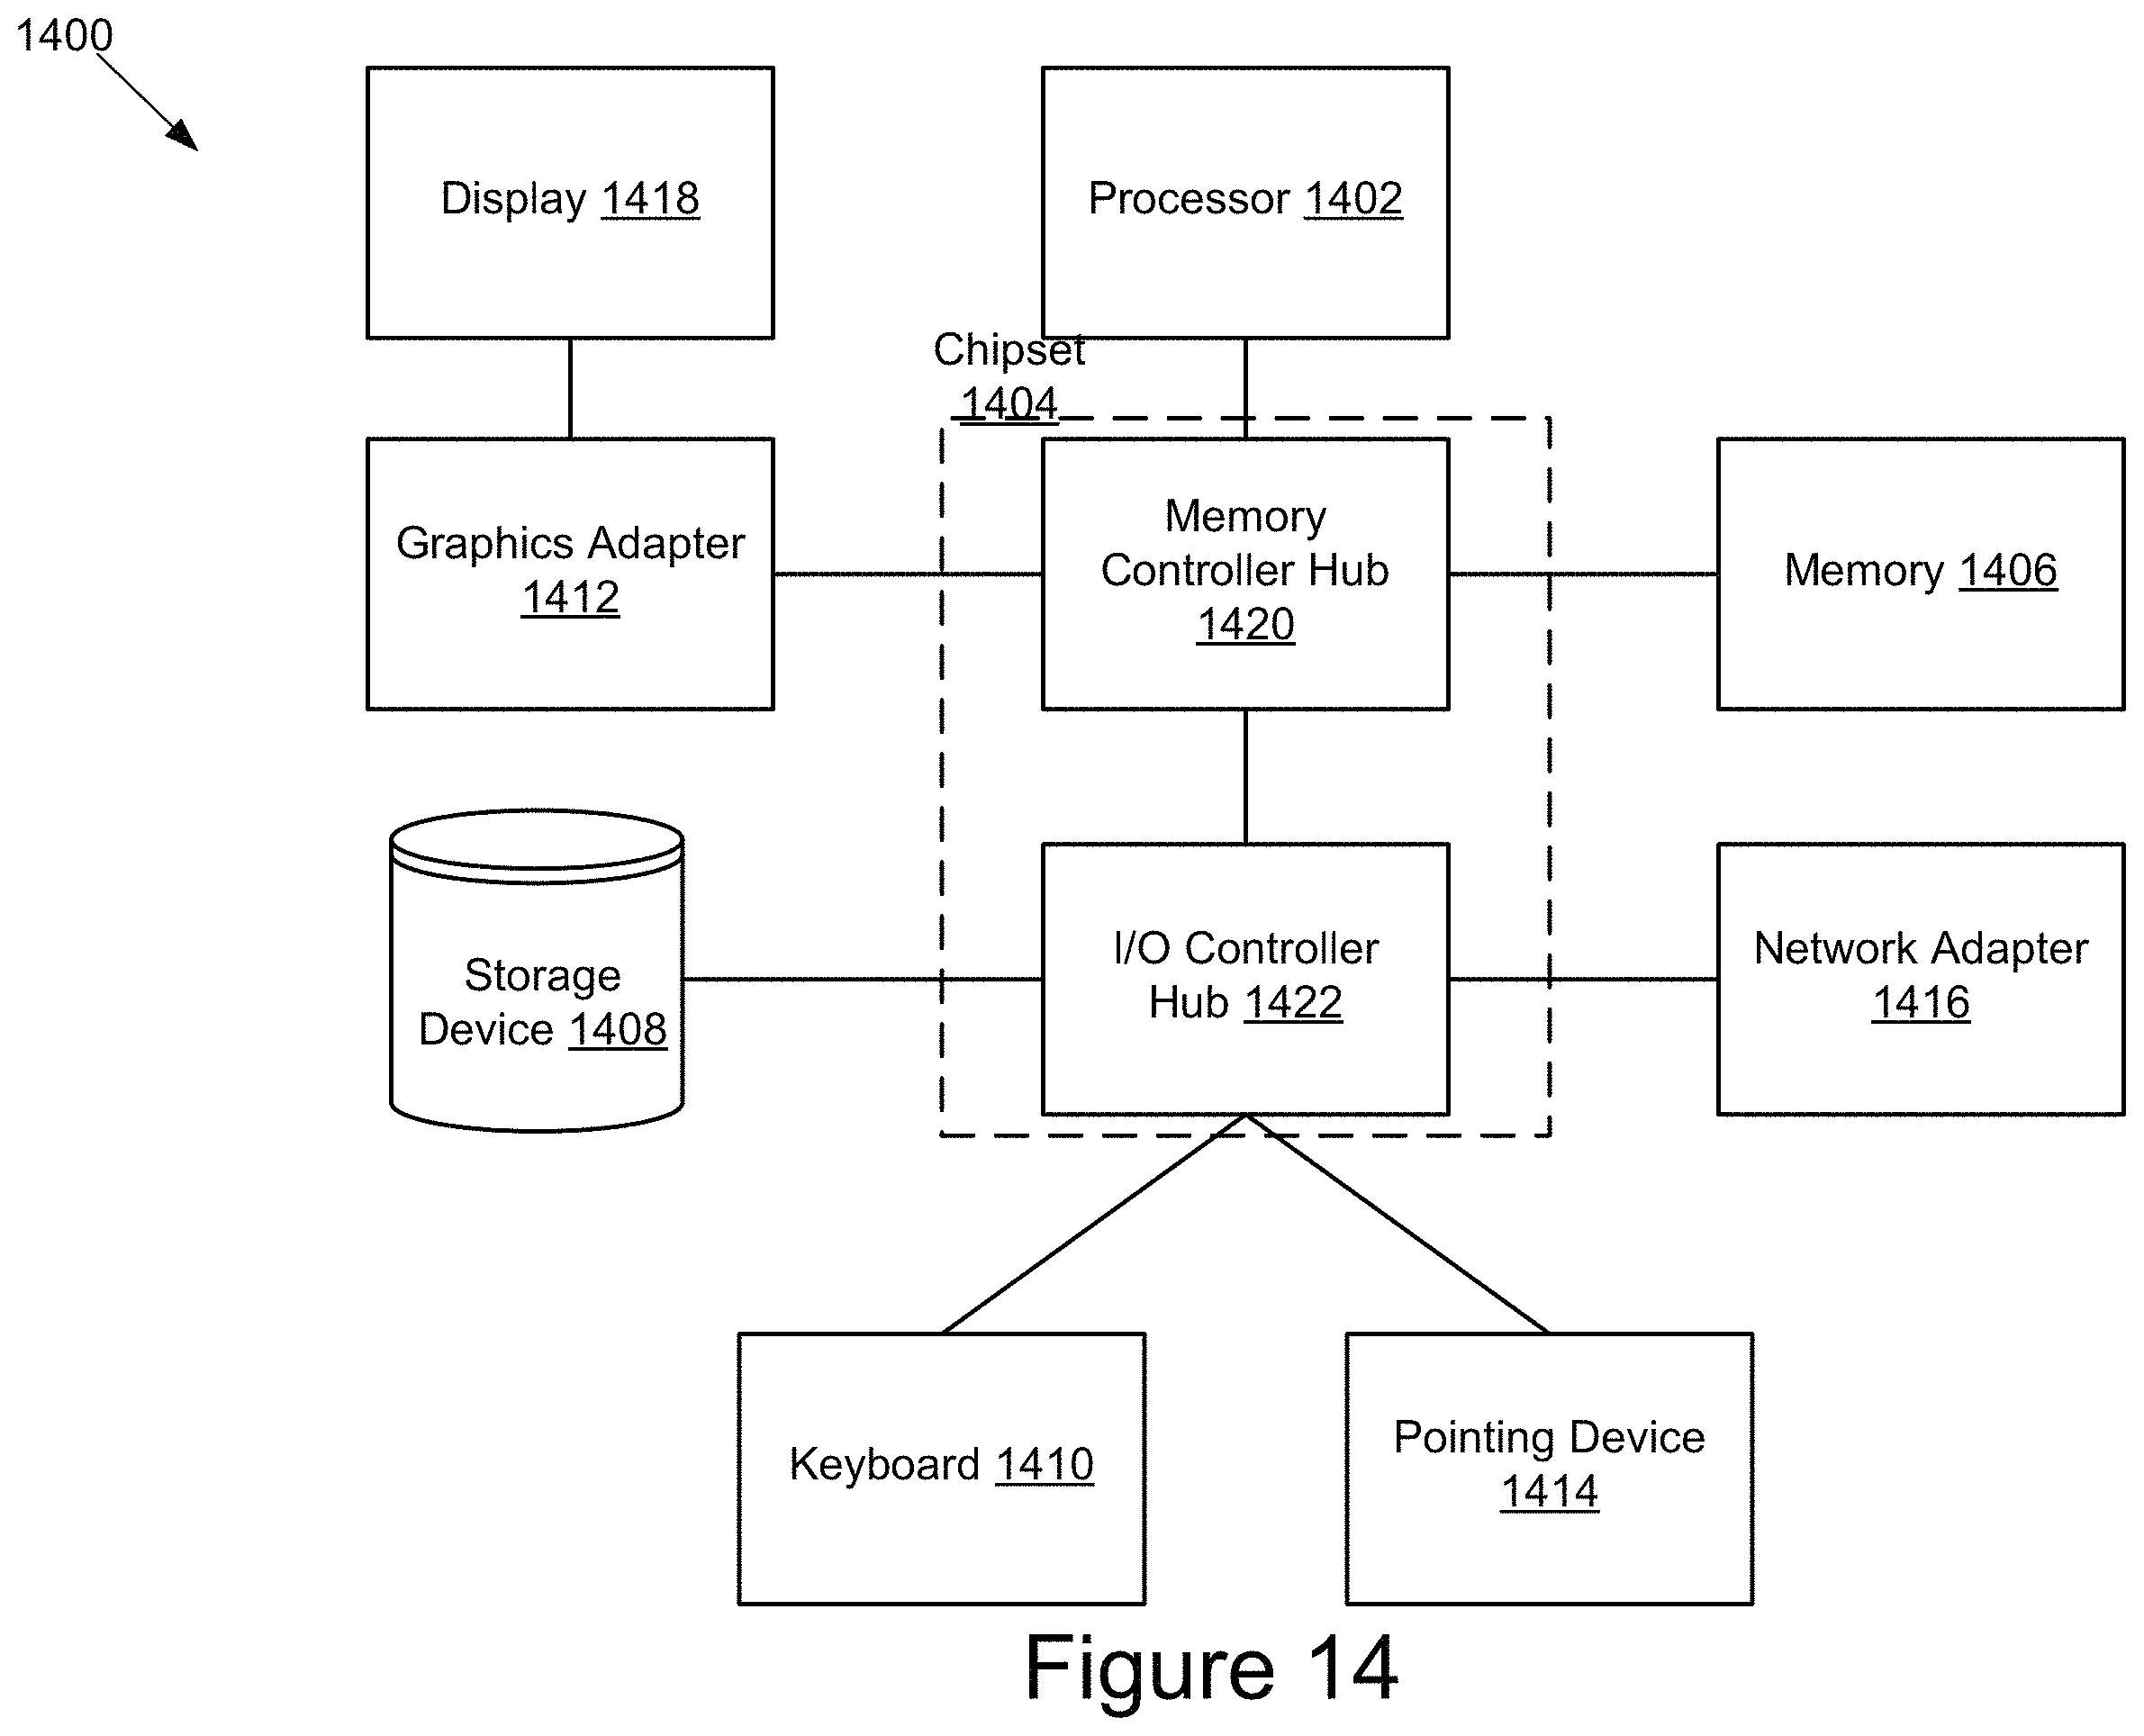 1400
Display 1418
Processor 1402
Chipset
1404
Graphics Adapter
1412
Memory
Controller Hub
1420
Memory 1406
Storage
Device 1408
I/O Controller
Hub 1422
Network Adapter
1416
Keyboard 1410
Pointing Device
1414
Figure 14